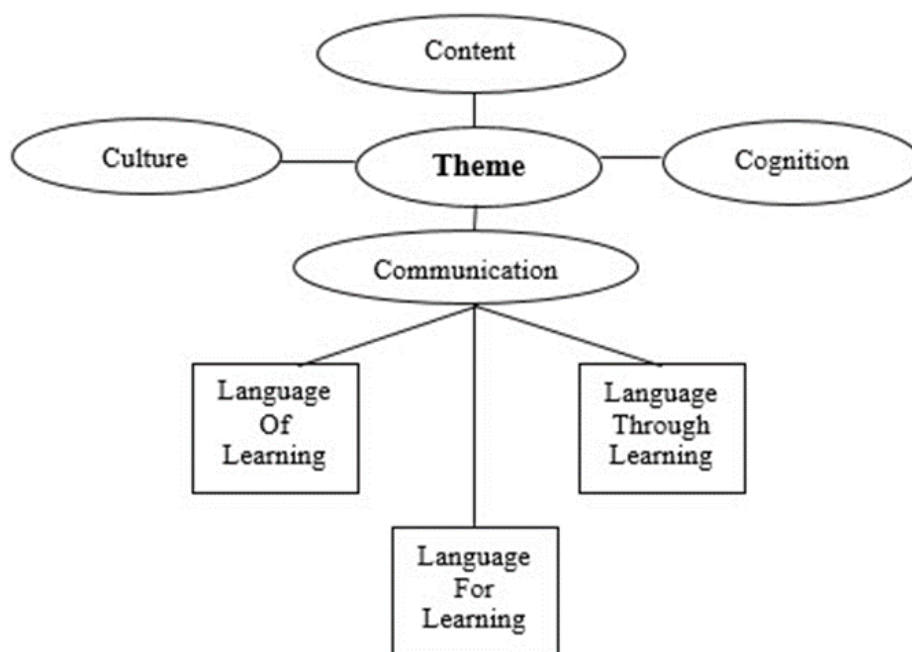 Content
Culture
Theme
Cognition
Communication
Language
Of
Learning
Language
Through
Learning
Language
For
Learning